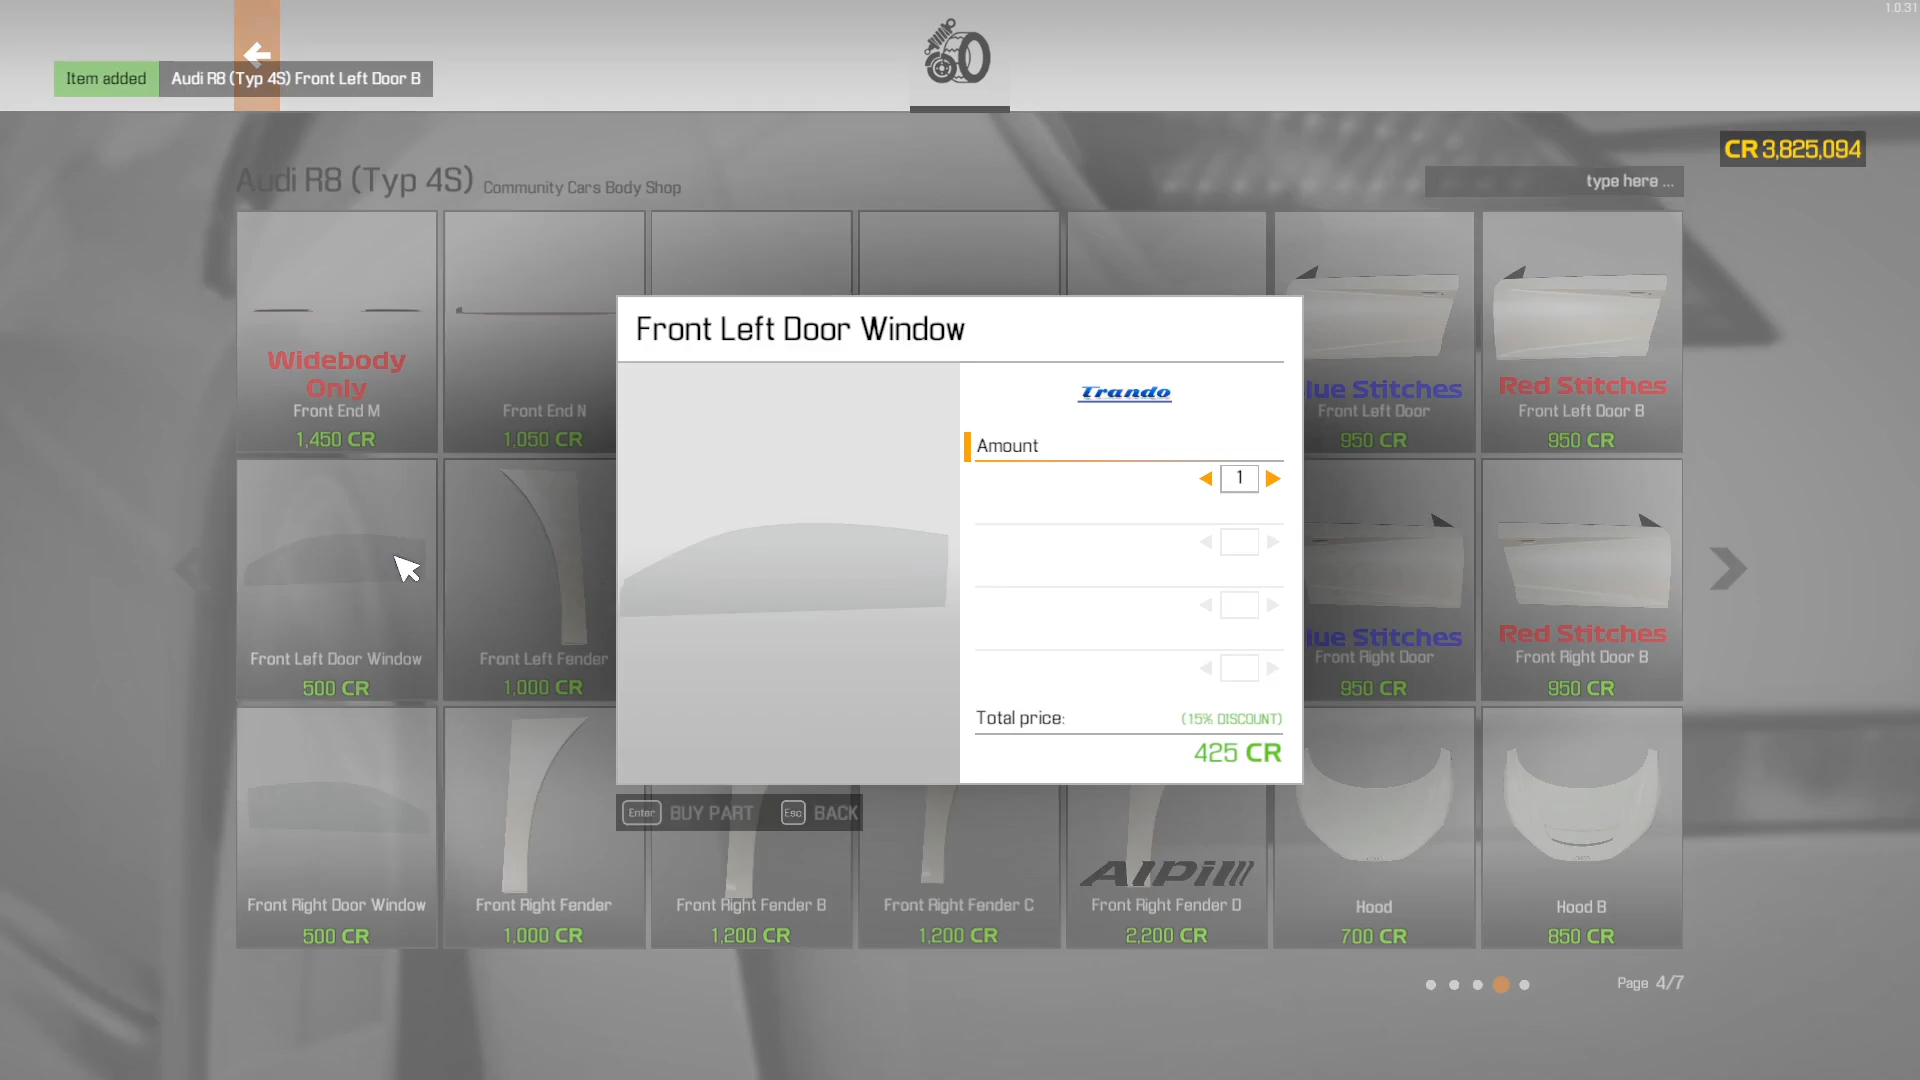 1.0.31
Item added
Audi R8 (Typ 4S) Front Left Door B
CR 3,825,094
Audi R8 (Typ 4S) Community Cars Body Shop
type here ...
Widebody
Only
Front End M
1,450 CR
Front End N
1,050 CR
Stitches
Front Left Door
950 CR
Red Stitches
Front Left Door B
950 CR
Front Left Door Window
Trando
Amount
1
Total price:
(15% DISCOUNT)
425 CR
Enter
BUY PART
Esc
BACK
Front Left Door Window
500 CR
Front Left Fender
1,000 CR
Stitches
Front Right Door
950 CR
Red Stitches
Front Right Door B
950 CR
Front Right Door Window
500 CR
Front Right Fender
1,000 CR
Front Right Fender B
1,200 CR
Front Right Fender C
1,200 CR
Front Right Fender D
2,200 CR
Hood
700 CR
Hood B
850 CR
Page 4/7